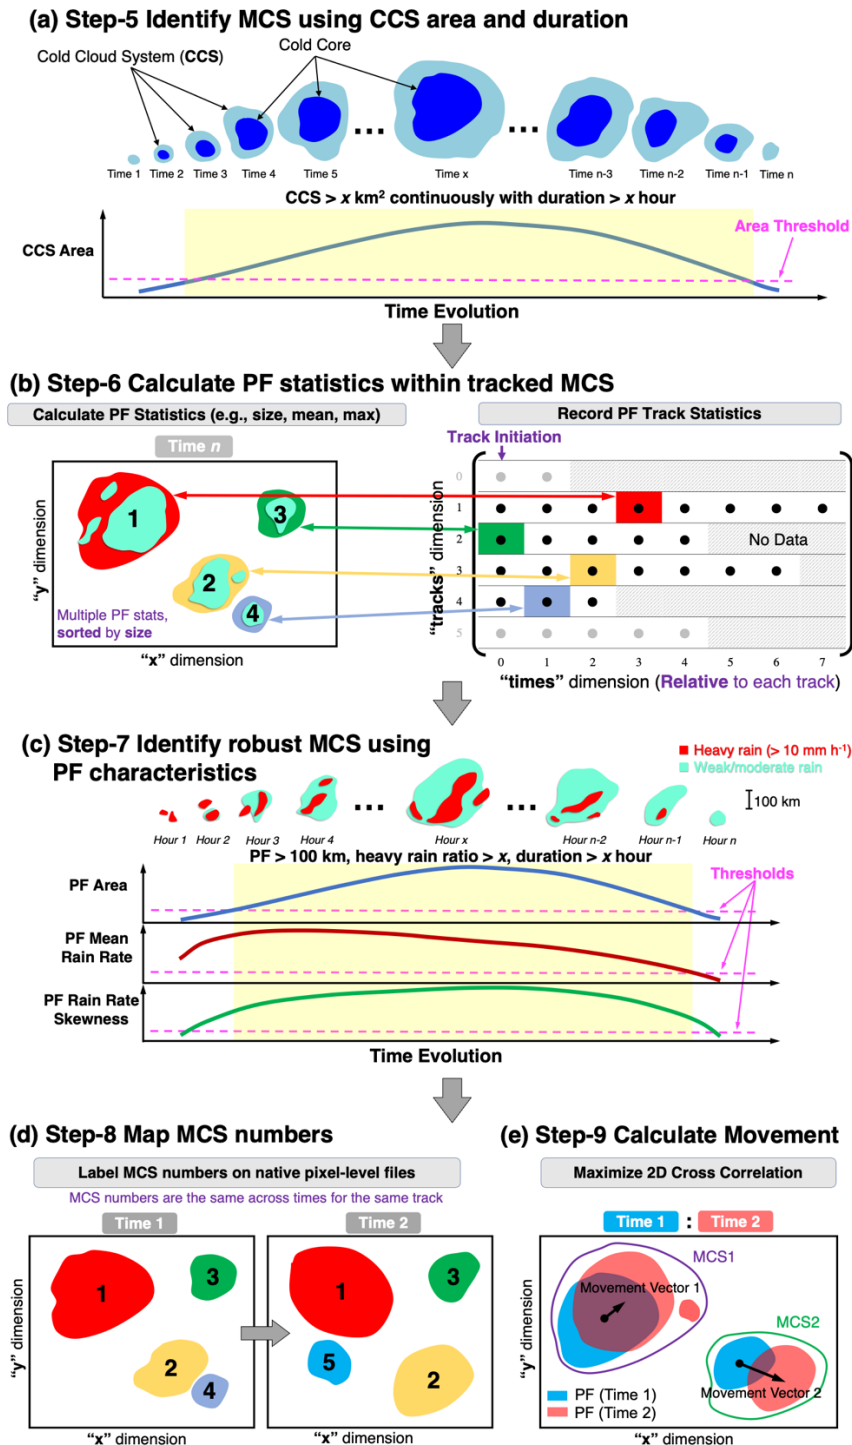 (a) Step-5 Identify MCS using CCS area and duration
Cold Core
Cold Cloud System (CCS)
... ...
Time 1 Time 2 Time 3 Time 4 Time 5 Time x Time n-3 Time n-2 Time n-1 Time n
CCS > x km² continuously with duration > x hour
Area Threshold
CCS Area
Time Evolution
(b) Step-6 Calculate PF statistics within tracked MCS
Calculate PF Statistics (e.g., size, mean, max)
Time n
1
3
2
4
Multiple PF stats,
sorted by size
"y" dimension
"x" dimension
Record PF Track Statistics
Track Initiation
"tracks" dimension
0
1
2
No Data
3
4
5
0 1 2 3 4 5 6 7
"times" dimension (Relative to each track)
(c) Step-7 Identify robust MCS using
PF characteristics
Heavy rain (> 10 mm h⁻¹)
Weak/moderate rain
100 km
... ...
Hour 1 Hour 2 Hour 3 Hour 4 Hour x Hour n-2 Hour n-1 Hour n
PF > 100 km, heavy rain ratio > x, duration > x hour
Thresholds
PF Area
PF Mean
Rain Rate
PF Rain Rate
Skewness
Time Evolution
(d) Step-8 Map MCS numbers
Label MCS numbers on native pixel-level files
MCS numbers are the same across times for the same track
Time 1
1
3
2
4
"y" dimension
"x" dimension
Time 2
1
3
5
2
"x" dimension
(e) Step-9 Calculate Movement
Maximize 2D Cross Correlation
Time 1 : Time 2
MCS1
Movement Vector 1
MCS2
Movement Vector 2
PF (Time 1)
PF (Time 2)
"y" dimension
"x" dimension